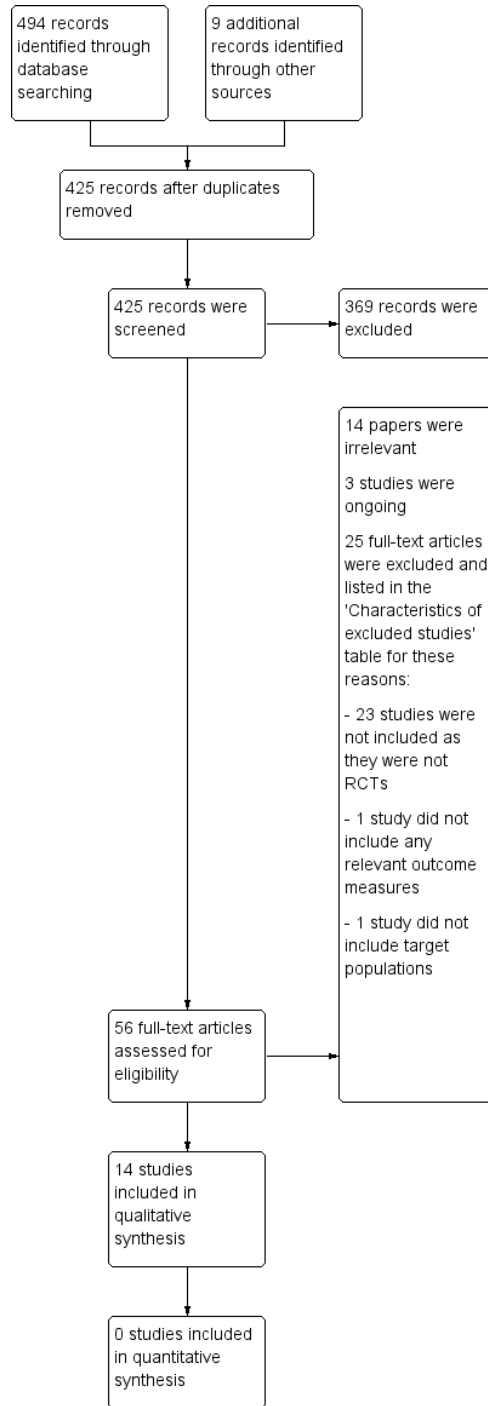 494 records
identified through
database
searching
9 additional
records identified
through other
sources
425 records after duplicates
removed
425 records were
screened
369 records were
excluded
14 papers were
irrelevant
3 studies were
ongoing
25 full-text articles
were excluded and
listed in the
'Characteristics of
excluded studies'
table for these
reasons:
- 23 studies were
not included as
they were not
RCTs
- 1 study did not
include any
relevant outcome
measures
- 1 study did not
include target
populations
56 full-text articles
assessed for
eligibility
14 studies
included in
qualitative
synthesis
0 studies included
in quantitative
synthesis